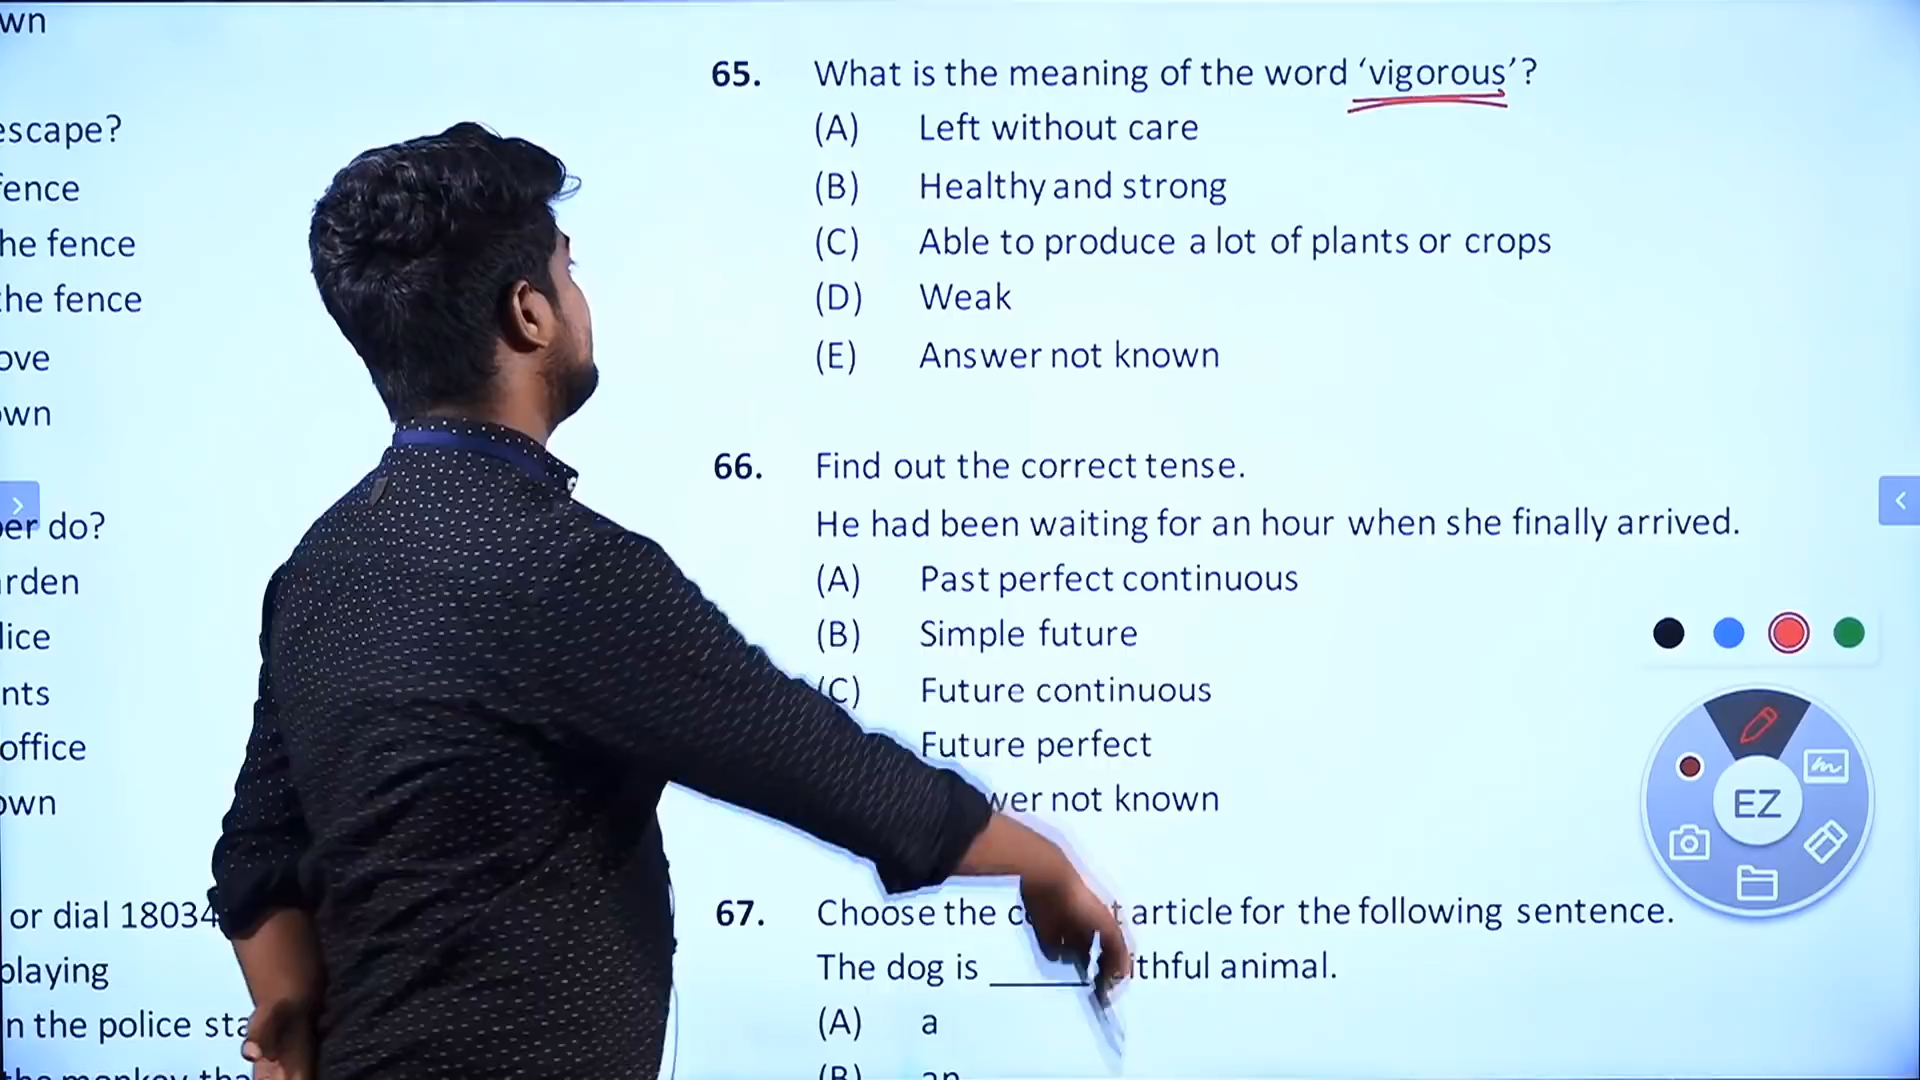 wn
escape?
fence
he fence
the fence
ove
own
er do?
rden
lice
nts
office
own
or dial 18034
playing
n the police sta
65. What is the meaning of the word ‘vigorous’?
(A) Left without care
(B) Healthy and strong
(C) Able to produce a lot of plants or crops
(D) Weak
(E) Answer not known
66. Find out the correct tense.
He had been waiting for an hour when she finally arrived.
(A) Past perfect continuous
(B) Simple future
(C) Future continuous
Future perfect
wer not known
67. Choose the article for the following sentence.
The dog is ______ ithful animal.
(A) a
(B) an
EZ